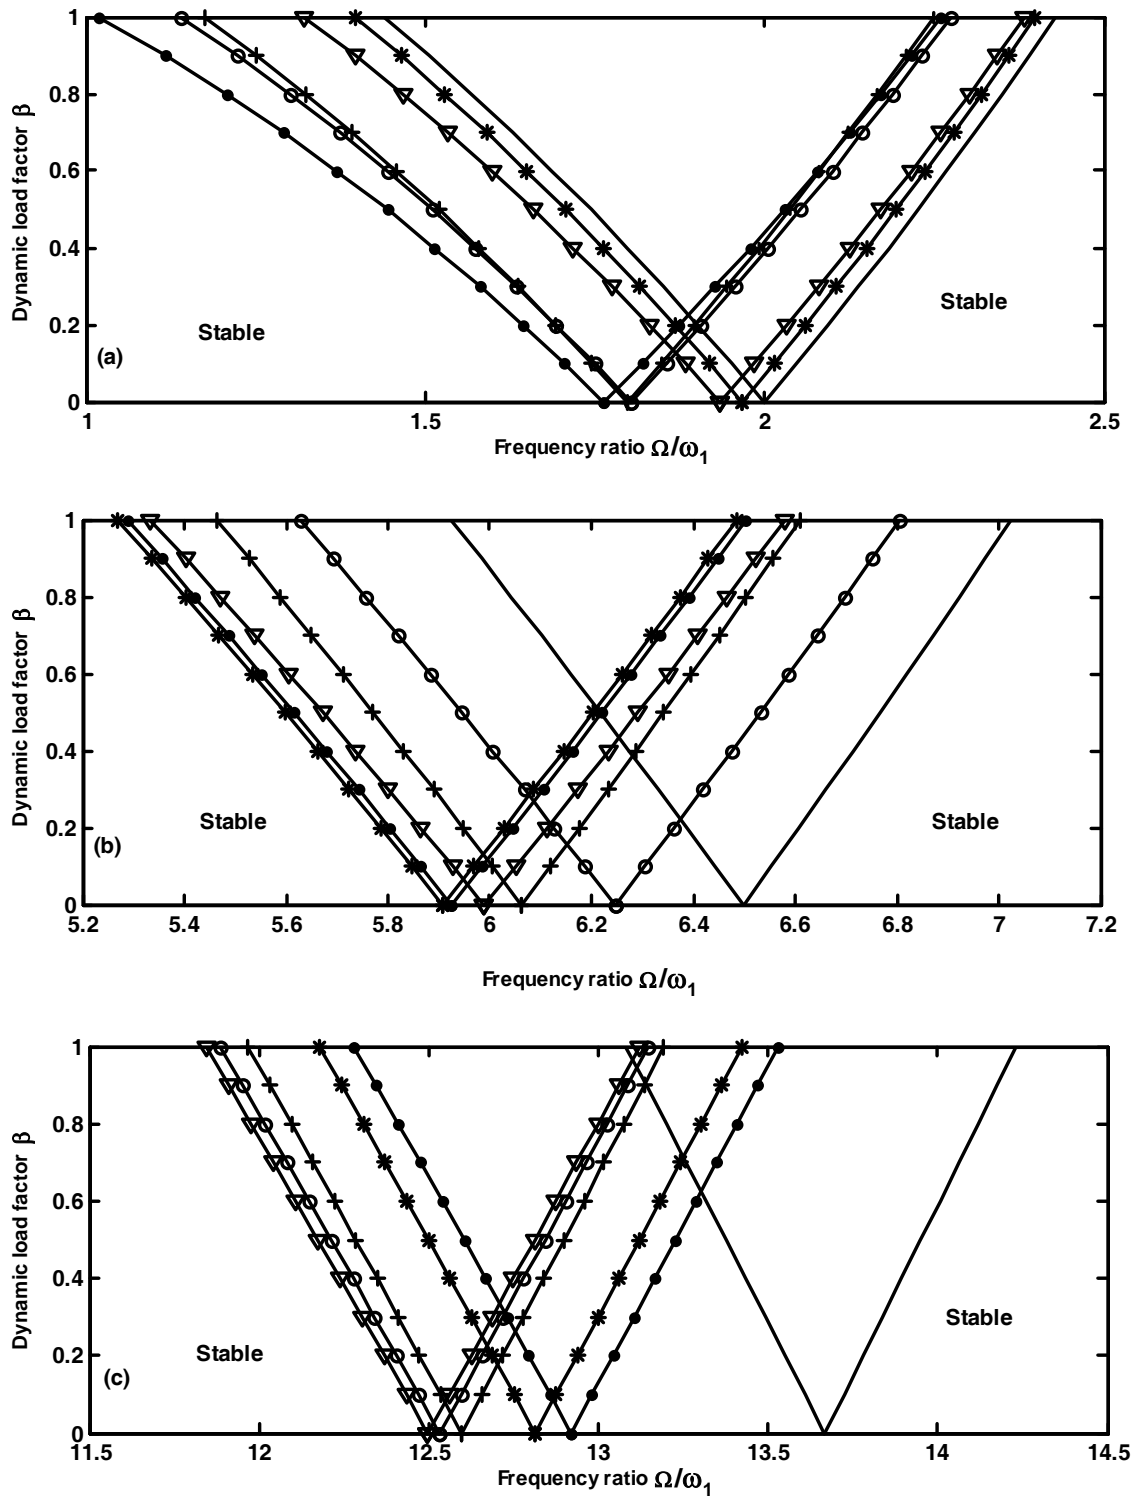 Dynamic load factor β
1
0.8
0.6
0.4
0.2
0
Stable
Stable
(a)
1
1.5
2
2.5
Frequency ratio Ω/ω1
Dynamic load factor β
1
0.8
0.6
0.4
0.2
0
Stable
Stable
(b)
5.2
5.4
5.6
5.8
6
6.2
6.4
6.6
6.8
7
7.2
Frequency ratio Ω/ω1
Dynamic load factor β
1
0.8
0.6
0.4
0.2
0
Stable
Stable
(c)
11.5
12
12.5
13
13.5
14
14.5
Frequency ratio Ω/ω1